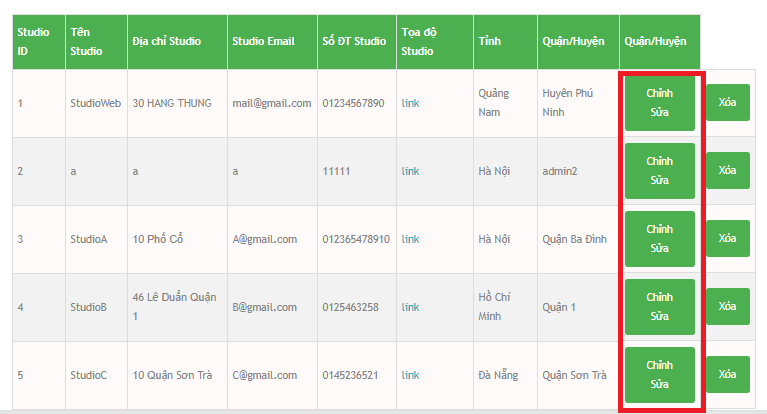 Studio ID Tên Studio Địa chỉ Studio Studio Email Số ĐT Studio Tọa độ Studio Tỉnh Quận/Huyện Quận/Huyện
1 StudioWeb 30 HANG THUNG mail@gmail.com 01234567890 link Quảng Nam Huyện Phú Ninh Chỉnh Sửa Xóa
2 a a a 11111 link Hà Nội admin2 Chỉnh Sửa Xóa
3 StudioA 10 Phố Cổ A@gmail.com 012365478910 link Hà Nội Quận Ba Đình Chỉnh Sửa Xóa
4 StudioB 46 Lê Duẩn Quận 1 B@gmail.com 0125463258 link Hồ Chí Minh Quận 1 Chỉnh Sửa Xóa
5 StudioC 10 Quận Sơn Trà C@gmail.com 0145236521 link Đà Nẵng Quận Sơn Trà Chỉnh Sửa Xóa